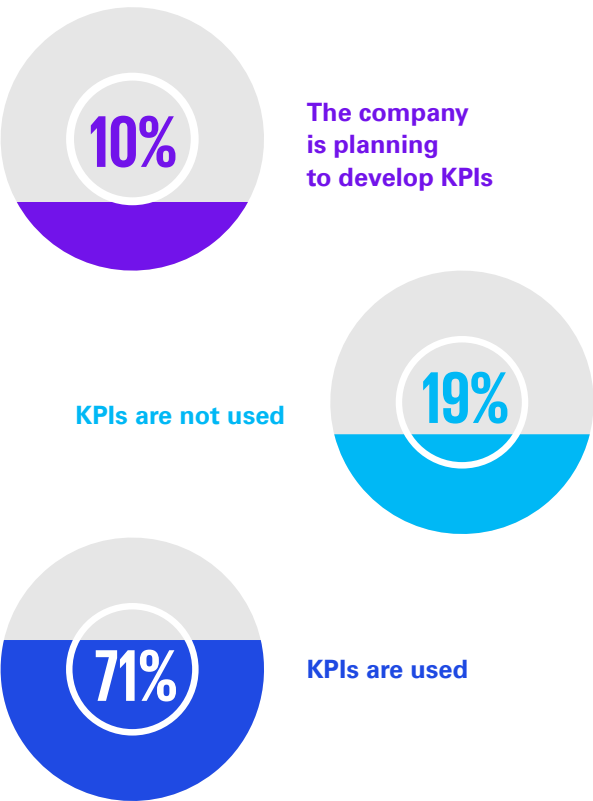 10%
The company
is planning
to develop KPIs
KPIs are not used
19%
71%
KPIs are used